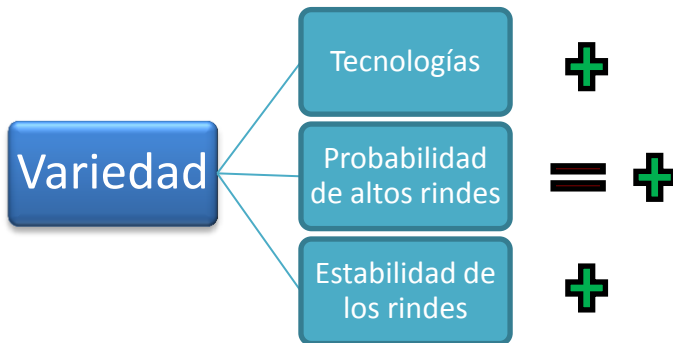 Variedad
Tecnologías
+
Probabilidad
de altos rindes
= +
Estabilidad de
los rindes
+